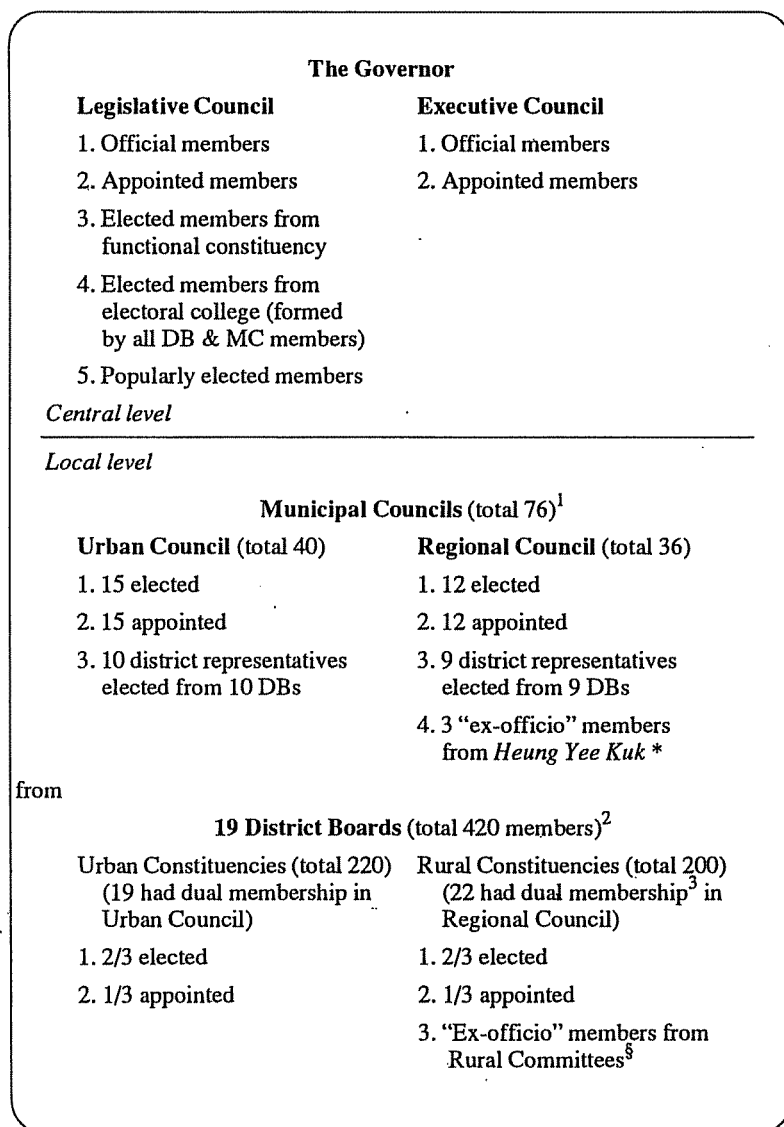 The Governor
Legislative Council
1. Official members
2. Appointed members
3. Elected members from
functional constituency
4. Elected members from
electoral college (formed
by all DB & MC members)
5. Popularly elected members
Executive Council
1. Official members
2. Appointed members
Central level
Local level
Municipal Councils (total 76)1
Urban Council (total 40)
1. 15 elected
2. 15 appointed
3. 10 district representatives
elected from 10 DBs
Regional Council (total 36)
1. 12 elected
2. 12 appointed
3. 9 district representatives
elected from 9 DBs
4. 3 “ex-officio” members
from Heung Yee Kuk *
from
19 District Boards (total 420 members)2
Urban Constituencies (total 220)
(19 had dual membership in
Urban Council)
1. 2/3 elected
2. 1/3 appointed
Rural Constituencies (total 200)
(22 had dual membership3 in
Regional Council)
1. 2/3 elected
2. 1/3 appointed
3. “Ex-officio” members from
Rural Committees§